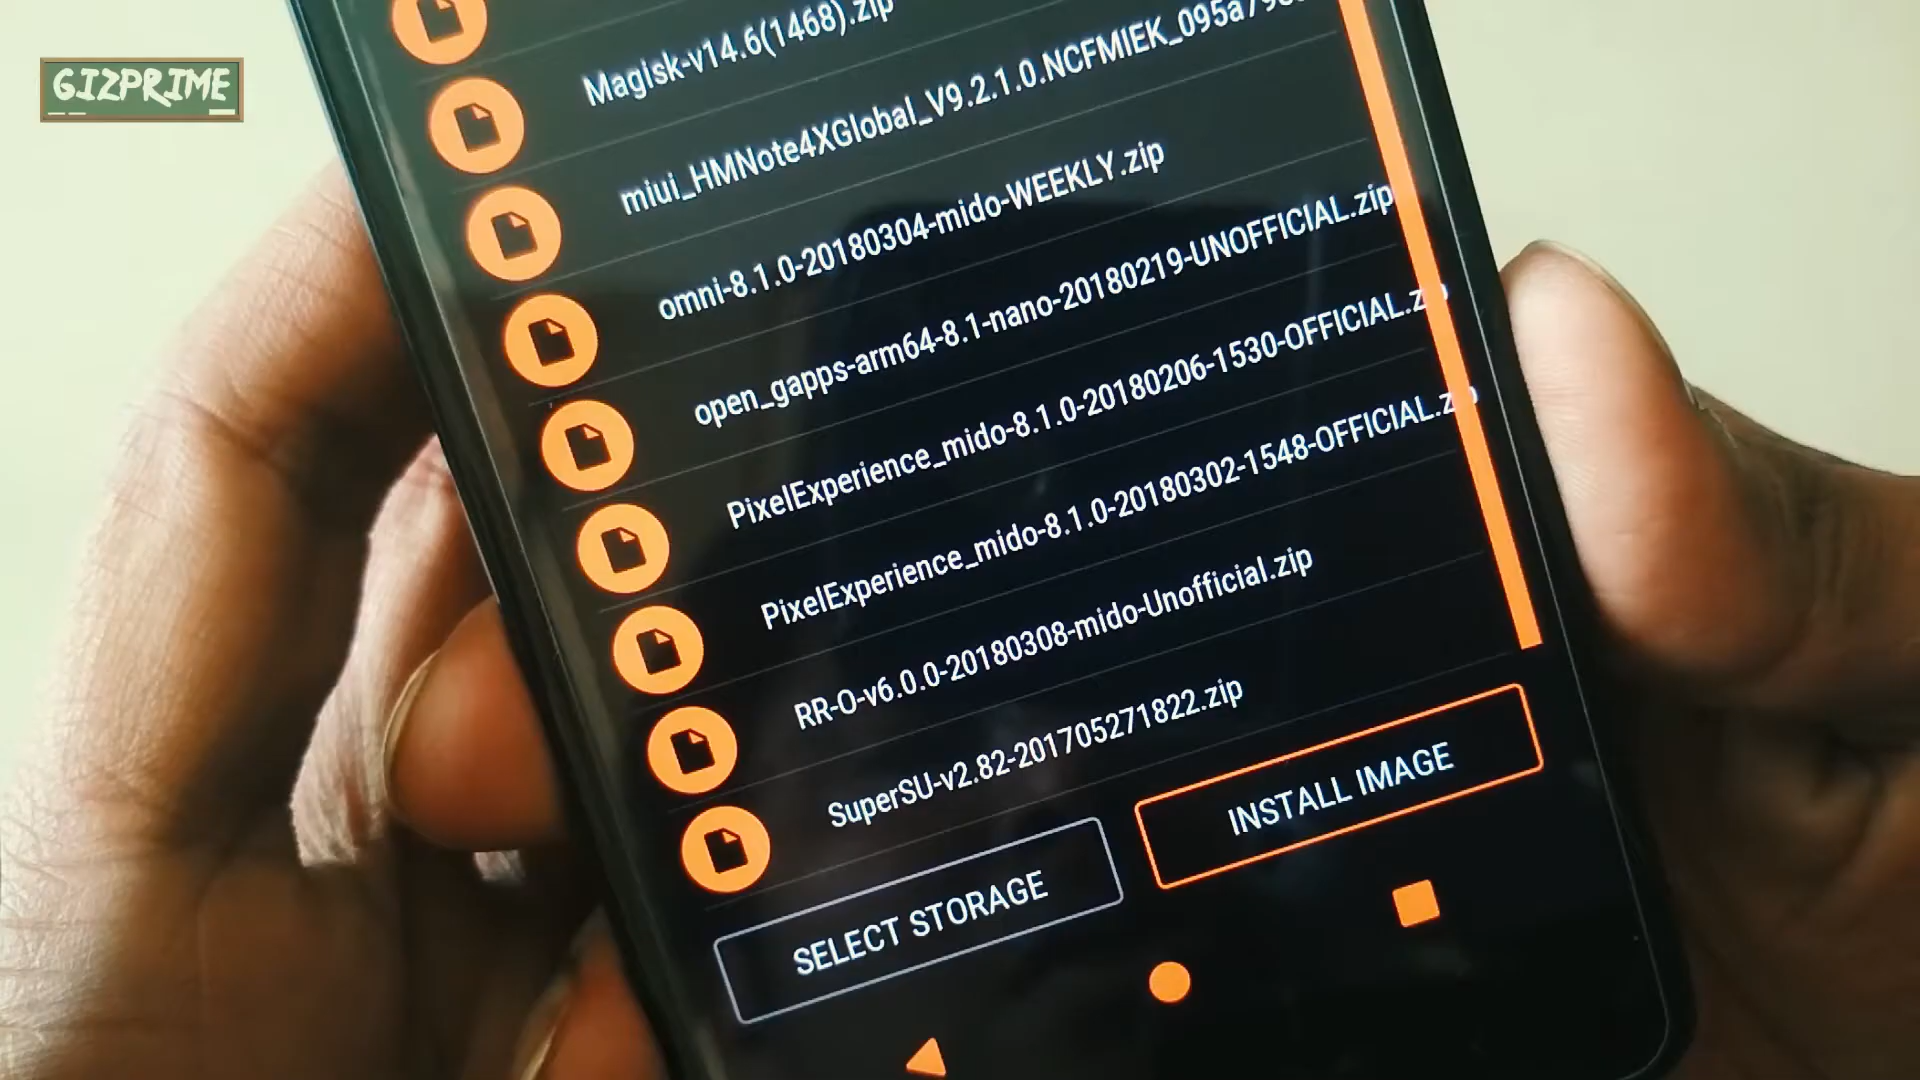 GIZPRIME
Magisk-v14.6(1468).zip
miui_HMNote4XGlobal_V9.2.1.0.NCFMIEK_095a798
omni-8.1.0-20180304-mido-WEEKLY.zip
open_gapps-arm64-8.1-nano-20180219-UNOFFICIAL.zip
PixelExperience_mido-8.1.0-20180206-1530-OFFICIAL.zip
PixelExperience_mido-8.1.0-20180302-1548-OFFICIAL.zip
RR-O-v6.0.0-20180308-mido-Unofficial.zip
SuperSU-v2.82-201705271822.zip
SELECT STORAGE
INSTALL IMAGE